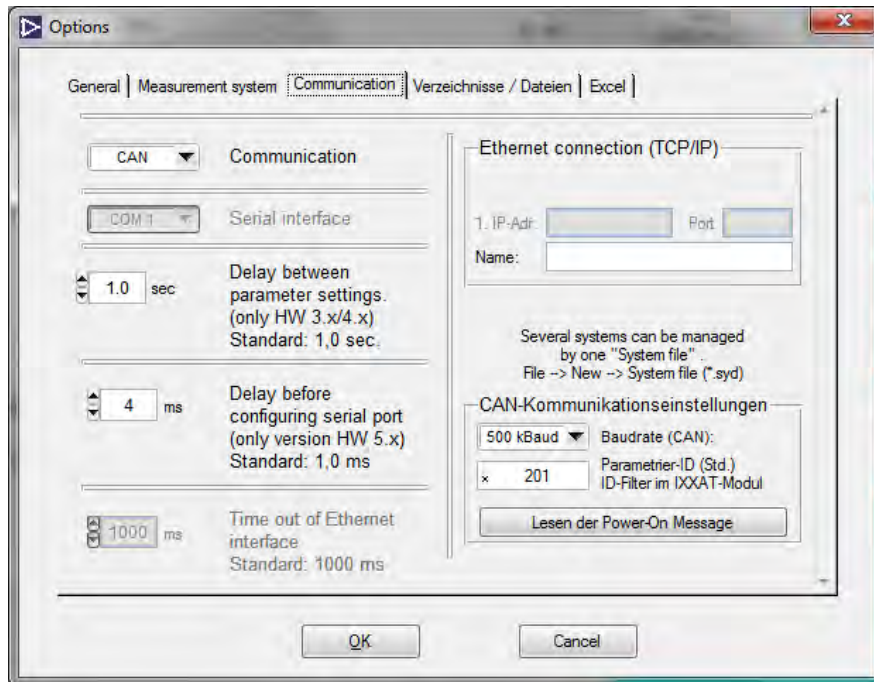 Options
General
Measurement system
Communication
Verzeichnisse / Dateien
Excel
CAN
Communication
COM 1
Serial interface
1.0 sec
Delay between
parameter settings.
(only HW 3.x/4.x)
Standard: 1,0 sec.
4 ms
Delay before
configuring serial port
(only version HW 5.x)
Standard: 1,0 ms
1000 ms
Time out of Ethernet
interface
Standard: 1000 ms
Ethernet connection (TCP/IP)
1. IP-Adr.
Port
Name:
Several systems can be managed
by one "System file" .
File --> New --> System file (*.syd)
CAN-Kommunikationseinstellungen
500 kBaud
Baudrate (CAN):
x 201
Parametrier-ID (Std.)
ID-Filter im IXXAT-Modul
Lesen der Power-On Message
OK
Cancel